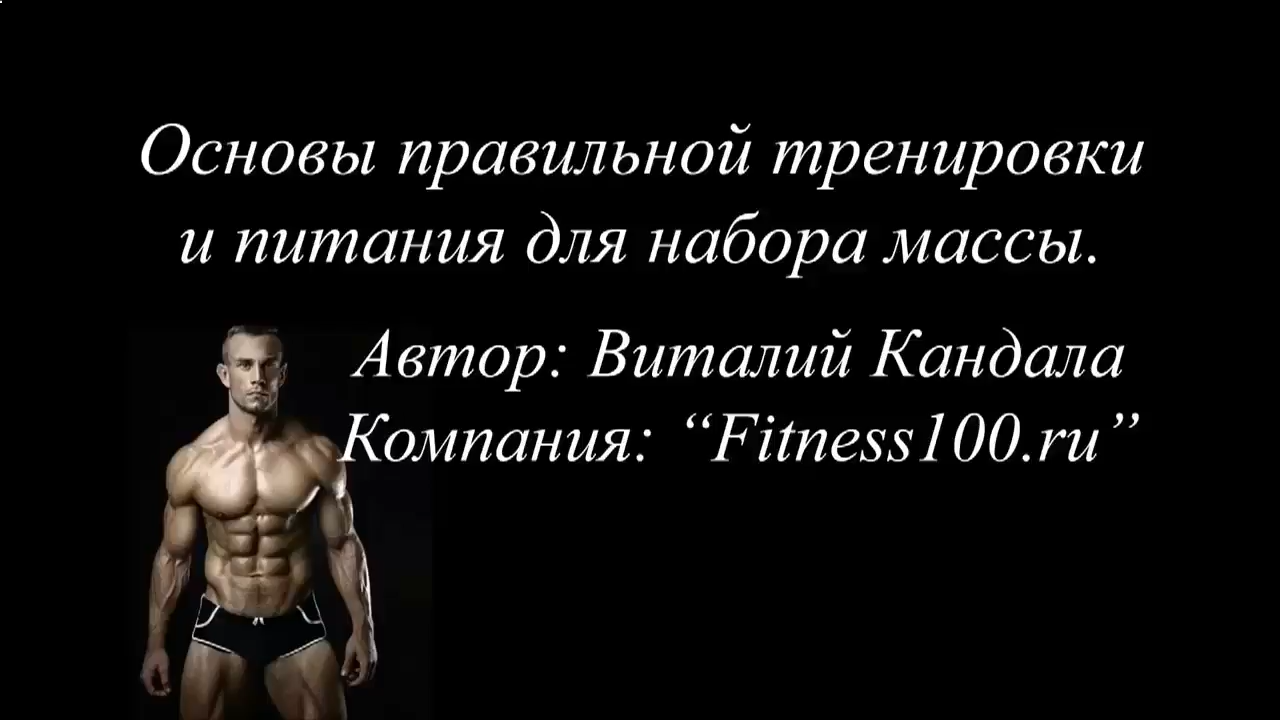 Основы правильной тренировки
и питания для набора массы.
Автор: Виталий Кандала
Компания: “Fitness100.ru”